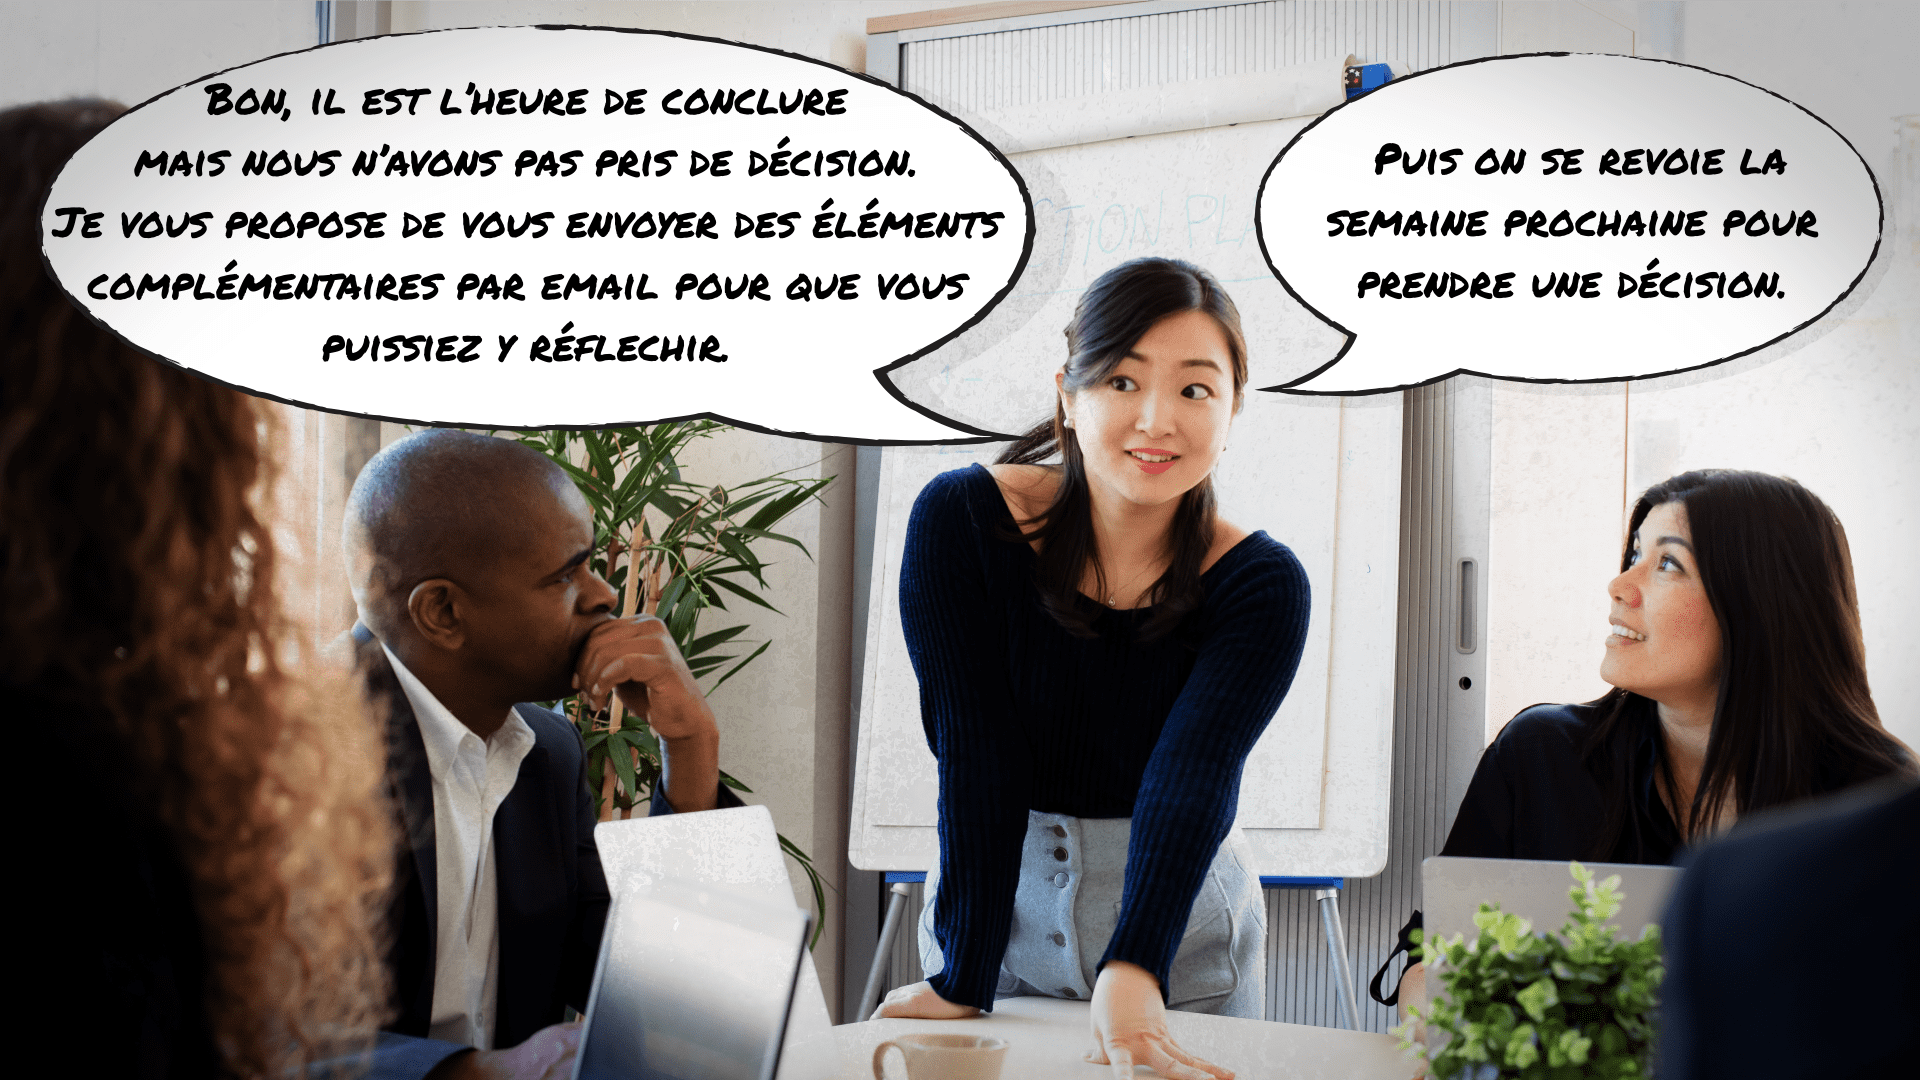 Bon, il est l'heure de conclure
mais nous n'avons pas pris de décision.
Je vous propose de vous envoyer des éléments
complémentaires par email pour que vous
puissiez y réflechir.
Puis on se revoie la
semaine prochaine pour
prendre une décision.